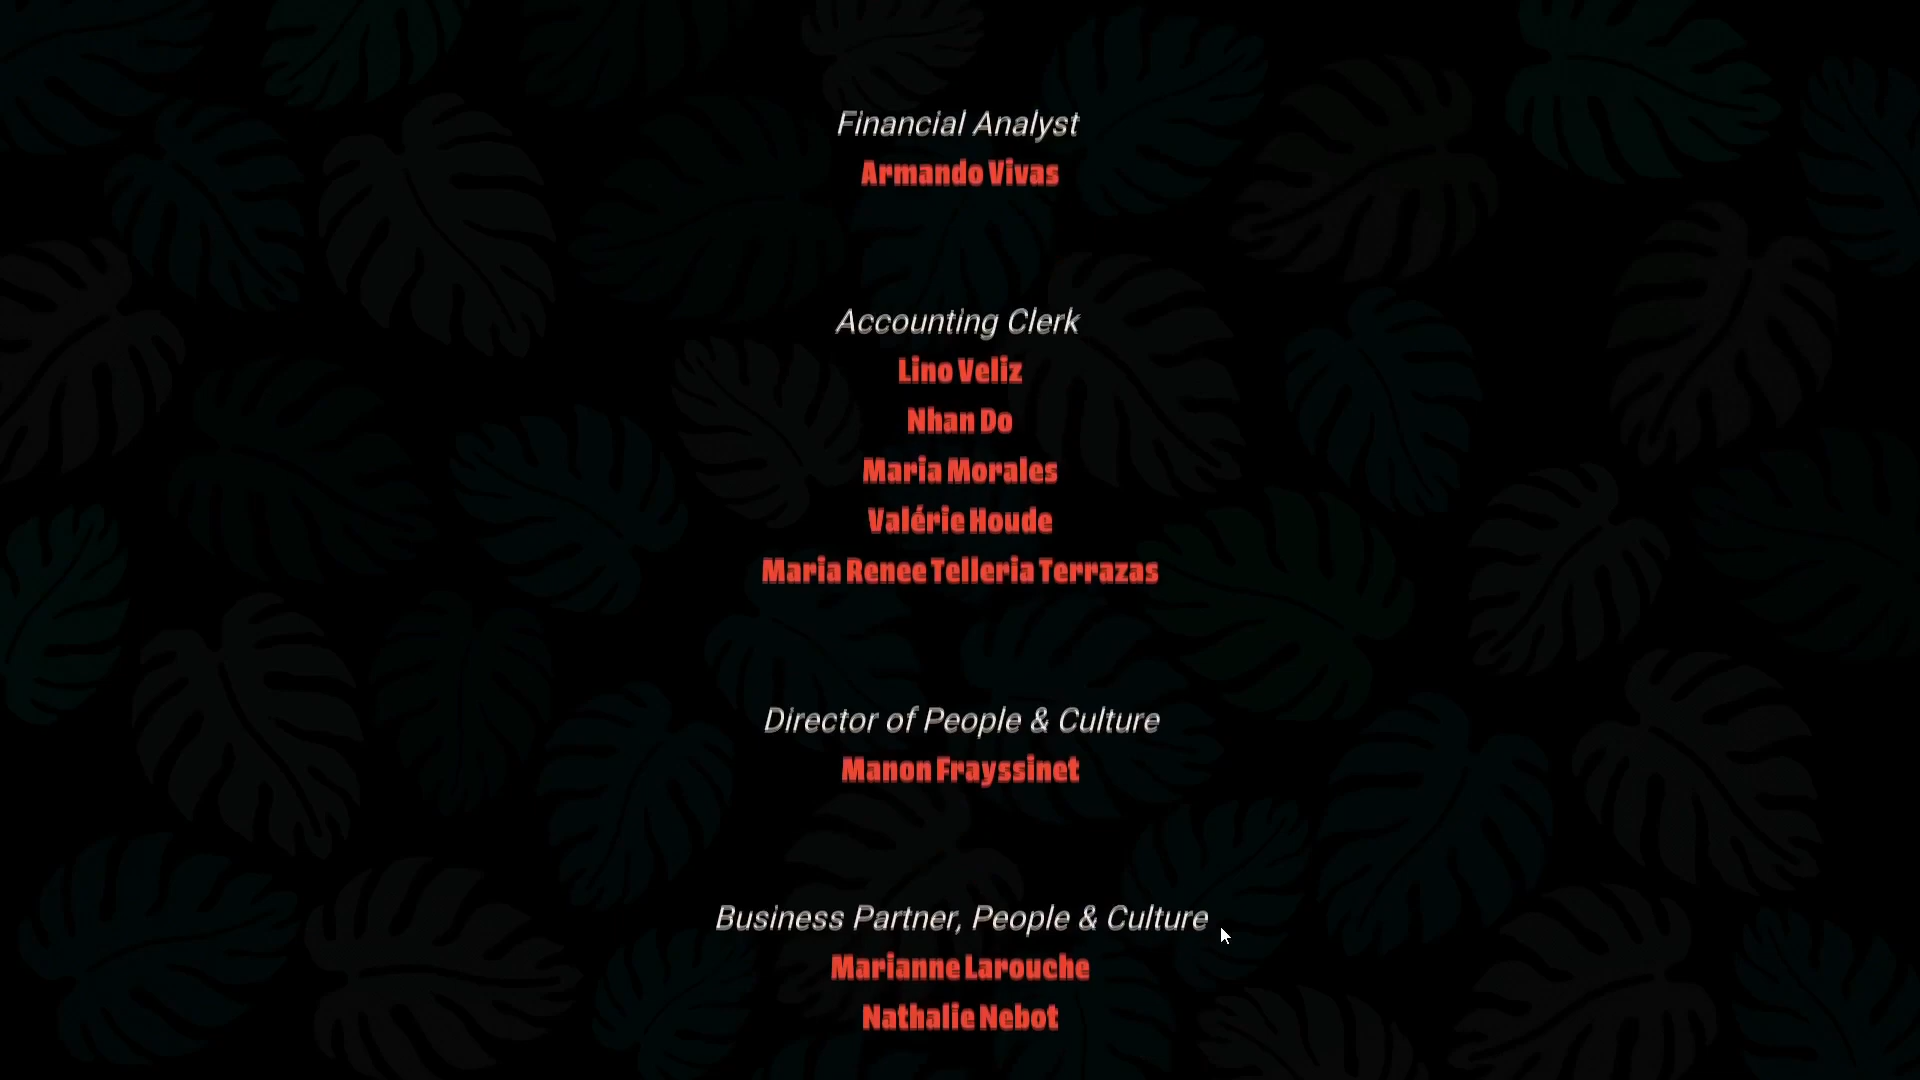 Financial Analyst
Armando Vivas
Accounting Clerk
Lino Veliz
Nhan Do
Maria Morales
Valérie Houde
Maria Renee Telleria Terrazas
Director of People & Culture
Manon Frayssinet
Business Partner, People & Culture
Marianne Larouche
Nathalie Nebot